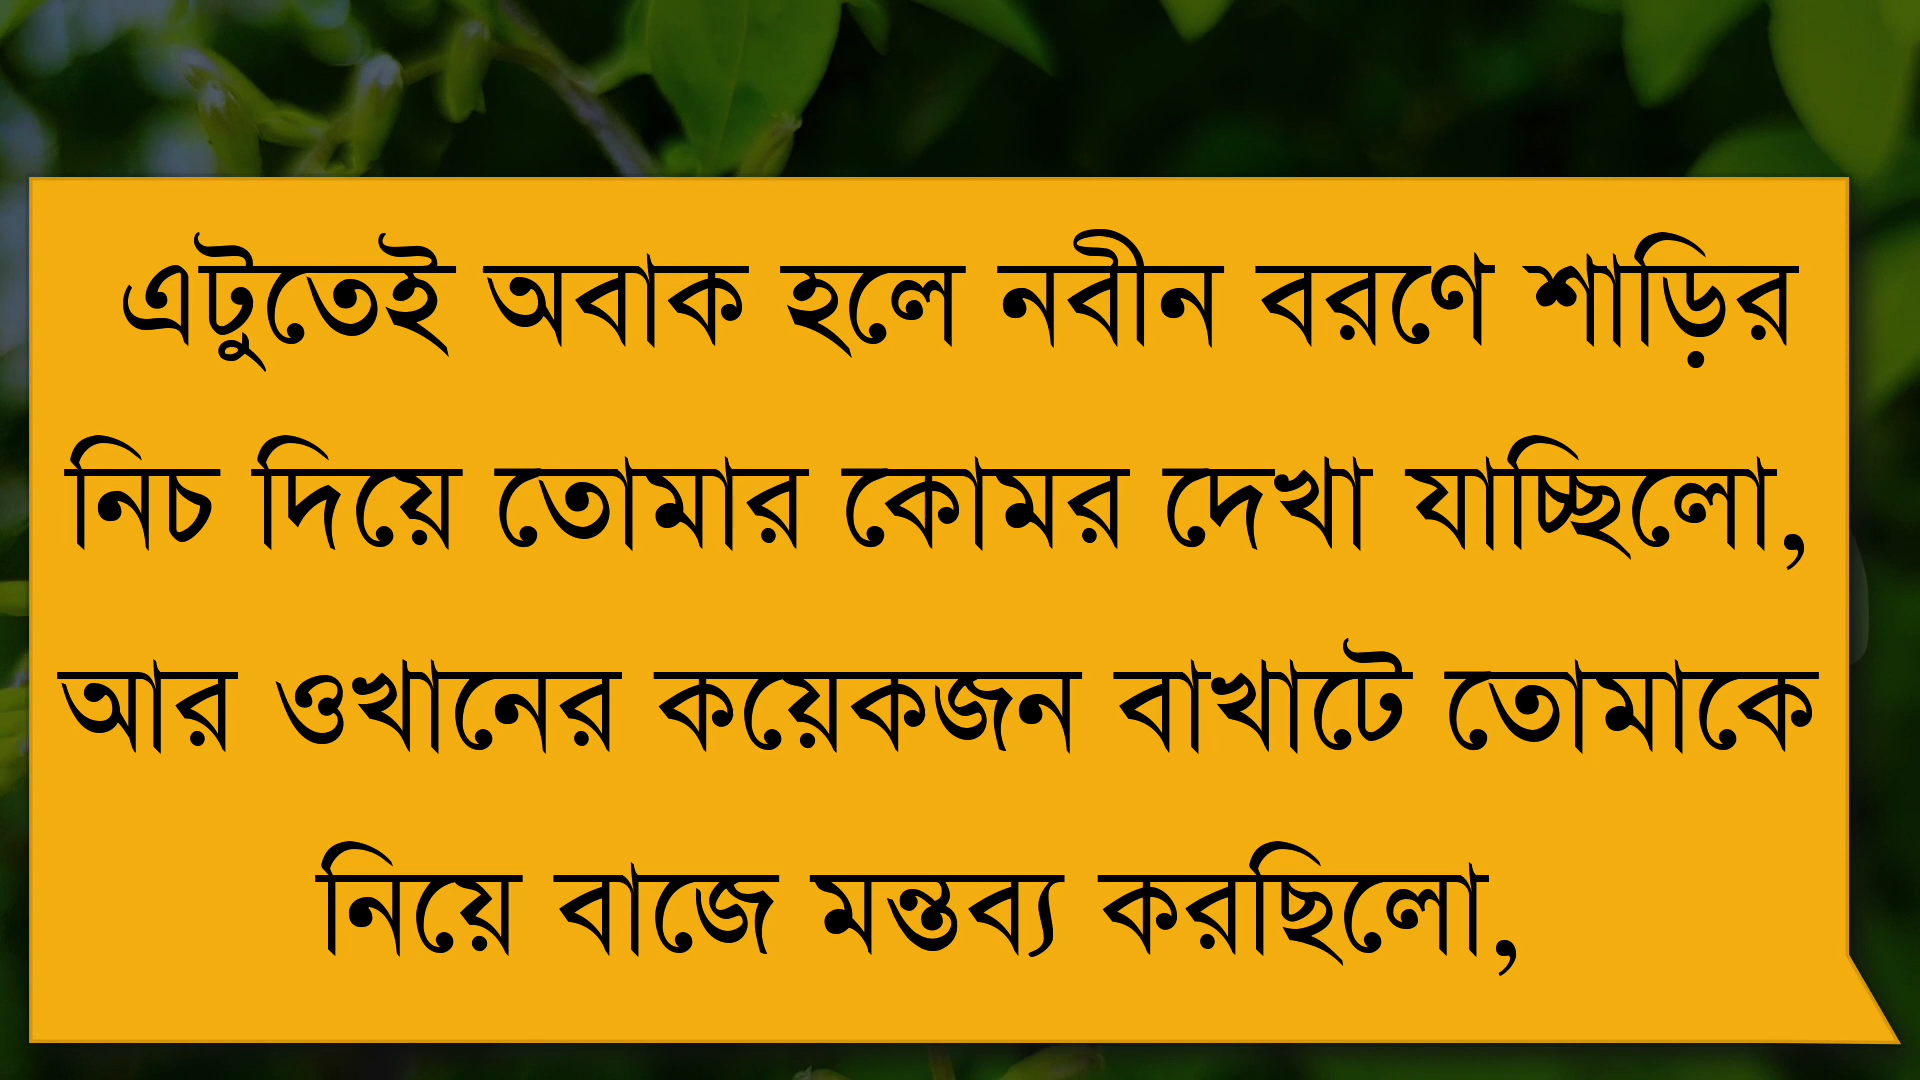 এটুতেই অবাক হলে নবীন বরণে শাড়ির
নিচ দিয়ে তোমার কোমর দেখা যাচ্ছিলো,
আর ওখানের কয়েকজন বাখাটে তোমাকে
নিয়ে বাজে মন্তব্য করছিলো,